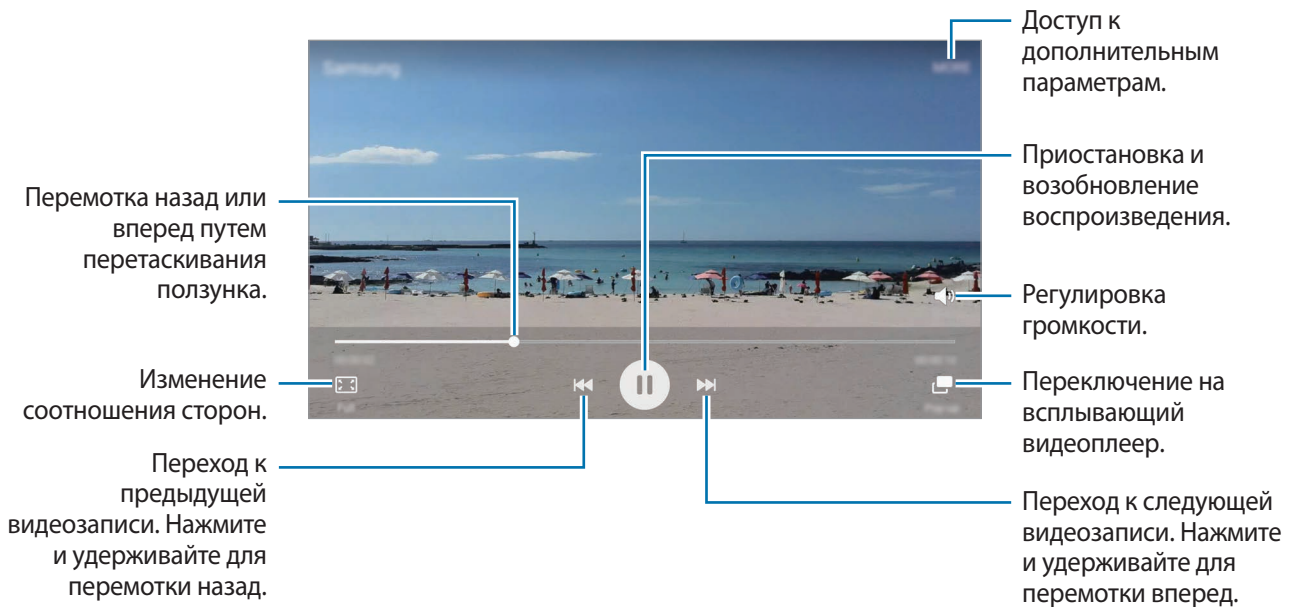 Доступ к
дополнительным
параметрам.
Samsung
MORE
Приостановка и
возобновление
воспроизведения.
Перемотка назад или
вперед путем
перетаскивания
ползунка.
Регулировка
громкости.
Изменение
соотношения сторон.
Full
Переключение на
всплывающий
видеоплеер.
Переход к
предыдущей
видеозаписи. Нажмите
и удерживайте для
перемотки назад.
Переход к следующей
видеозаписи. Нажмите
и удерживайте для
перемотки вперед.